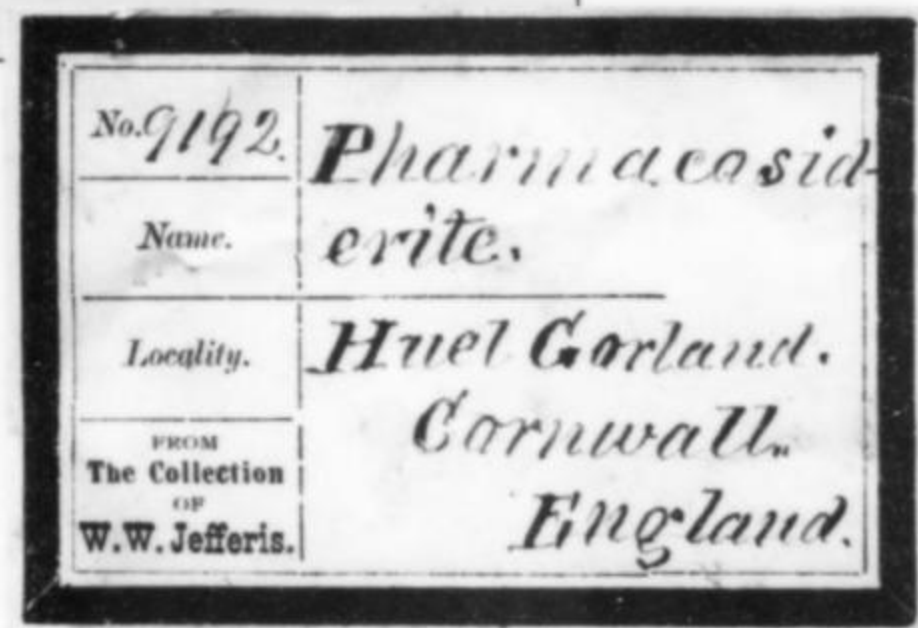 No. 9192.
Pharmacosid-
Name.
erite.
Locality.
Huel Gorland.
Cornwall.
England.
FROM
The Collection
OF
W. W. Jefferis.